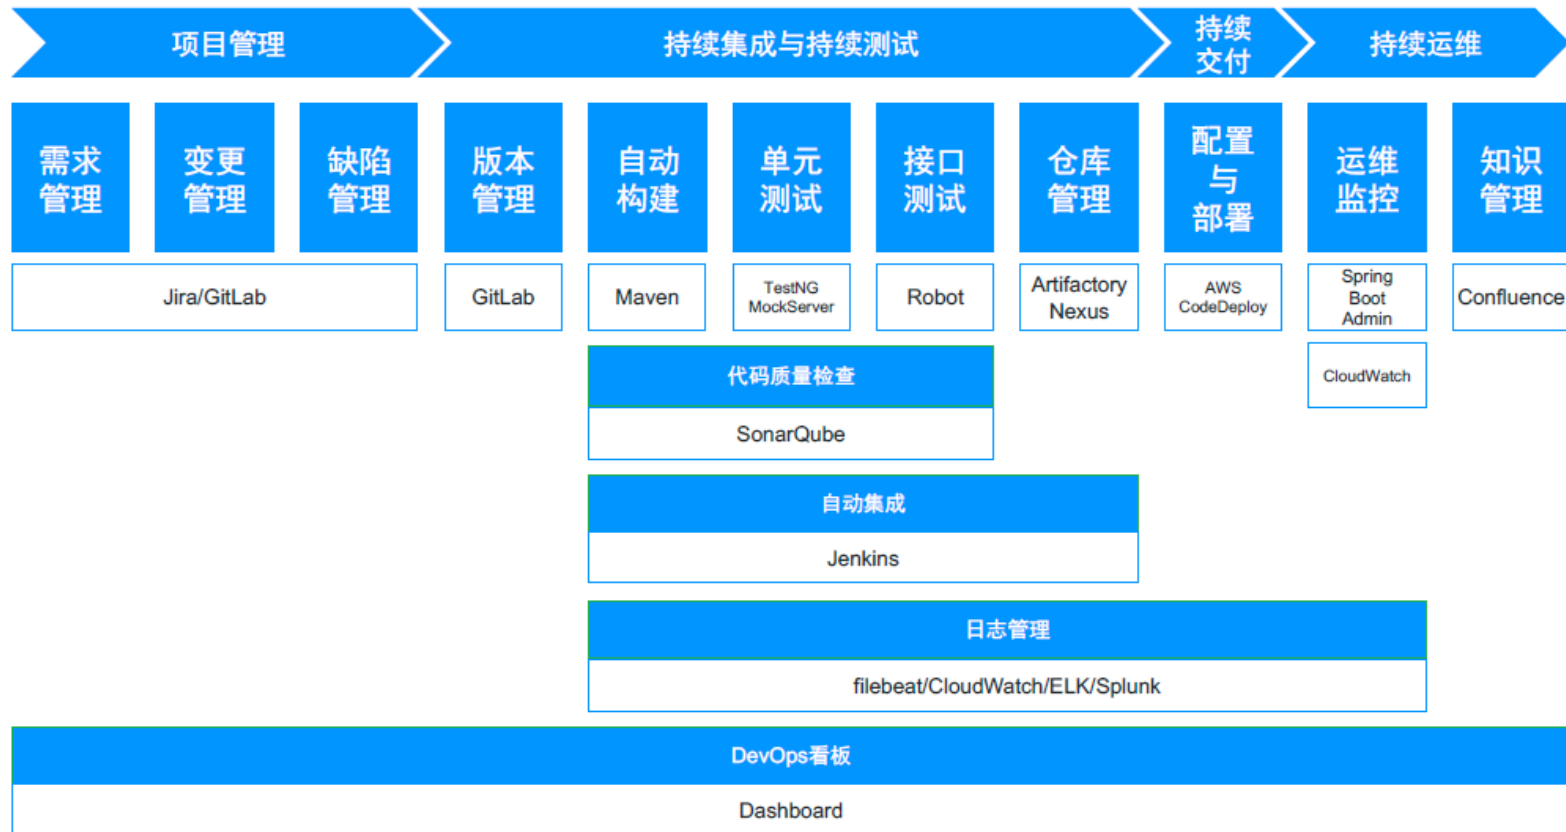 项目管理
持续集成与持续测试
持续
交付
持续运维
需求
管理
变更
管理
缺陷
管理
版本
管理
自动
构建
单元
测试
接口
测试
仓库
管理
配置
与
部署
运维
监控
知识
管理
Jira/GitLab
GitLab
Maven
TestNG
MockServer
Robot
Artifactory
Nexus
AWS
CodeDeploy
Spring
Boot
Admin
Confluence
代码质量检查
CloudWatch
SonarQube
自动集成
Jenkins
日志管理
filebeat/CloudWatch/ELK/Splunk
DevOps看板
Dashboard